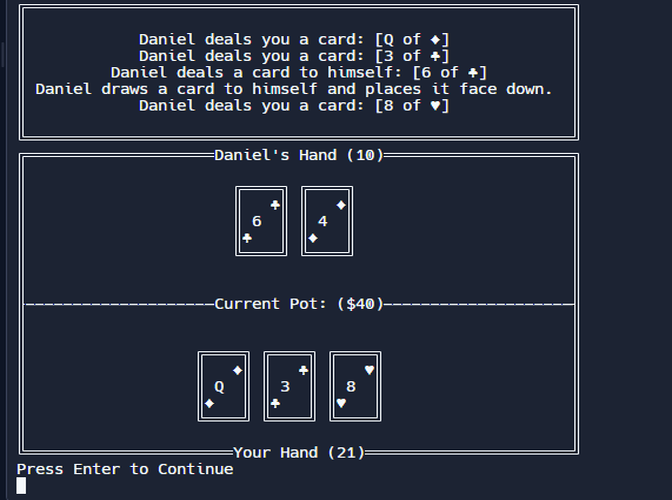 Daniel deals you a card: [Q of ♦]
Daniel deals you a card: [3 of ♣]
Daniel deals a card to himself: [6 of ♣]
Daniel draws a card to himself and places it face down.
Daniel deals you a card: [8 of ♥]
Daniel's Hand (10)
♣ ♦
6 4
♣ ♦
Current Pot: ($40)
♦ ♣ ♥
Q 3 8
♦ ♣ ♥
Your Hand (21)
Press Enter to Continue